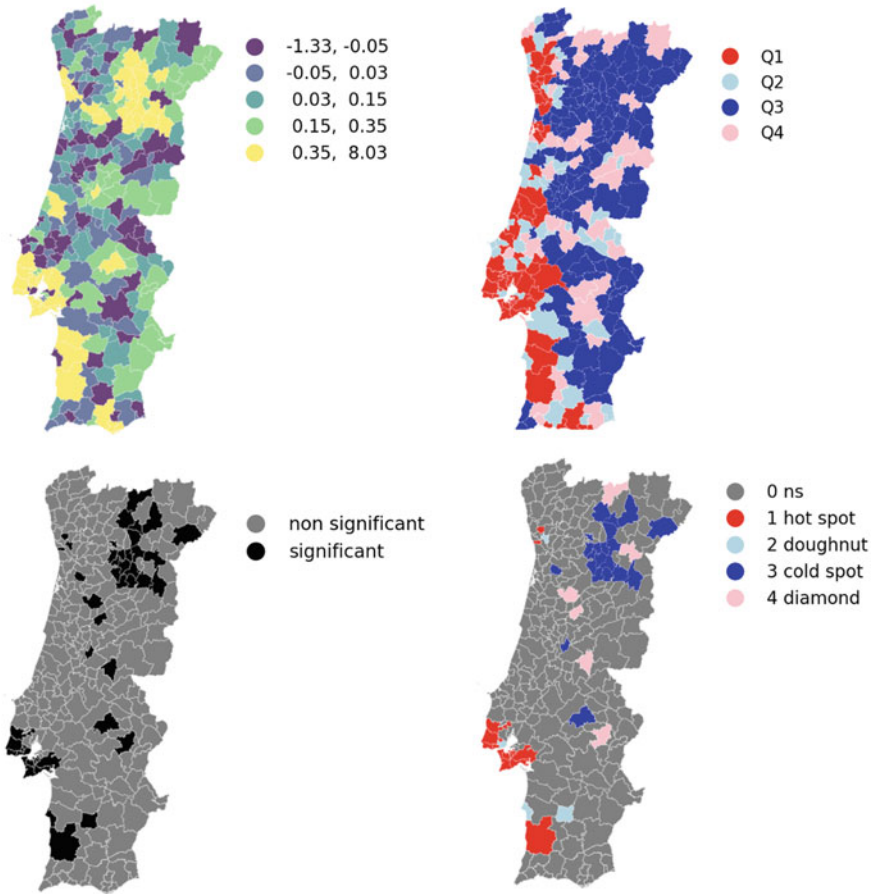 -1.33, -0.05
-0.05, 0.03
0.03, 0.15
0.15, 0.35
0.35, 8.03
Q1
Q2
Q3
Q4
non significant
significant
0 ns
1 hot spot
2 doughnut
3 cold spot
4 diamond